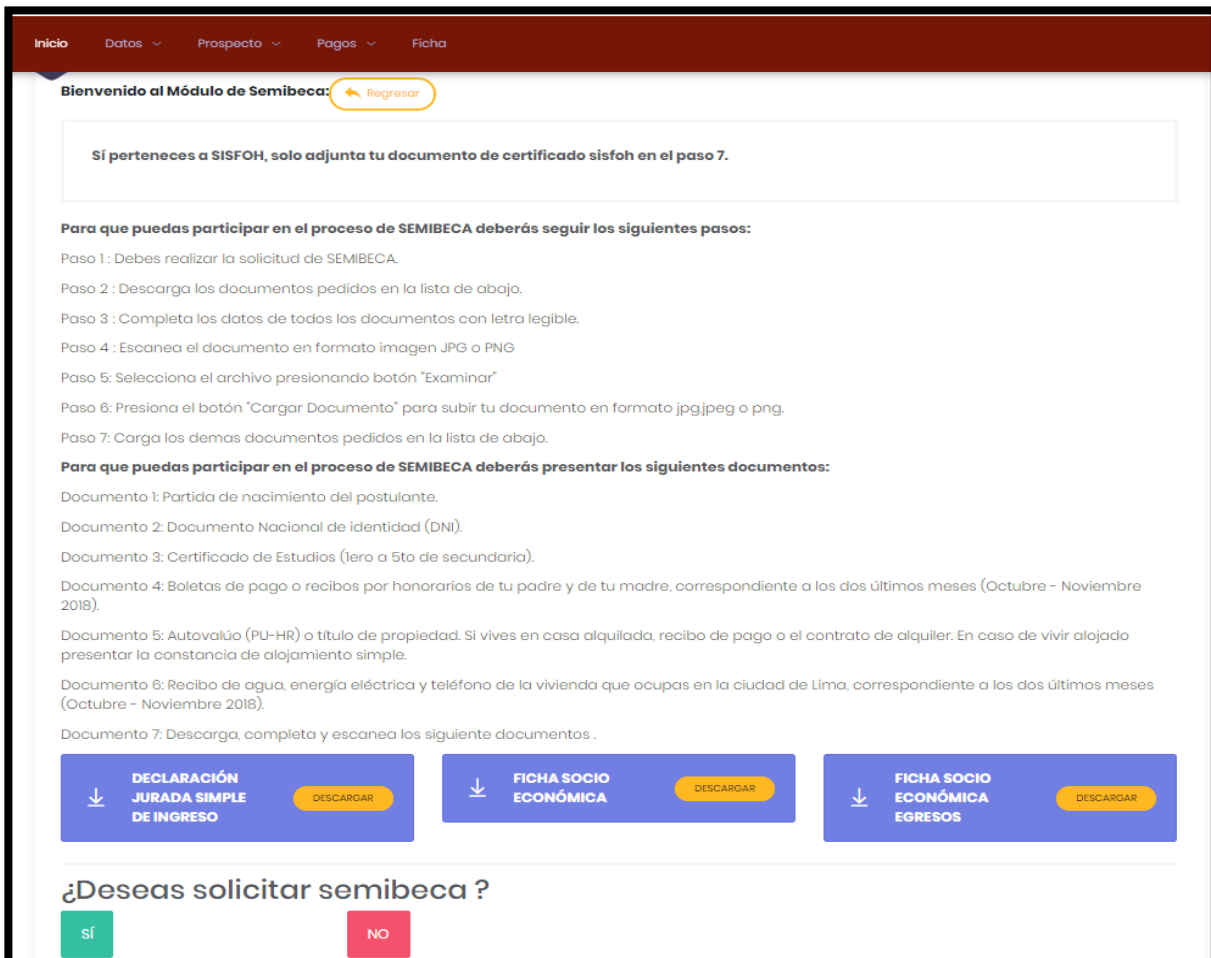 Inicio Datos Prospecto Pagos Ficha
Bienvenido al Módulo de Semibeca: Regresar
Sí perteneces a SISFOH, solo adjunta tu documento de certificado sisfoh en el paso 7.
Para que puedas participar en el proceso de SEMIBECA deberás seguir los siguientes pasos:
Paso 1 : Debes realizar la solicitud de SEMIBECA.
Paso 2 : Descarga los documentos pedidos en la lista de abajo.
Paso 3 : Completa los datos de todos los documentos con letra legible.
Paso 4 : Escanea el documento en formato imagen JPG o PNG
Paso 5: Selecciona el archivo presionando botón "Examinar"
Paso 6: Presiona el botón "Cargar Documento" para subir tu documento en formato jpg,jpeg o png.
Paso 7: Carga los demas documentos pedidos en la lista de abajo.
Para que puedas participar en el proceso de SEMIBECA deberás presentar los siguientes documentos:
Documento 1: Partida de nacimiento del postulante.
Documento 2: Documento Nacional de identidad (DNI).
Documento 3: Certificado de Estudios (1ero a 5to de secundaria).
Documento 4: Boletas de pago o recibos por honorarios de tu padre y de tu madre, correspondiente a los dos últimos meses (Octubre - Noviembre
2018).
Documento 5: Autovalúo (PU-HR) o título de propiedad. Si vives en casa alquilada, recibo de pago o el contrato de alquiler. En caso de vivir alojado
presentar la constancia de alojamiento simple.
Documento 6: Recibo de agua, energía eléctrica y teléfono de la vivienda que ocupas en la ciudad de Lima, correspondiente a los dos últimos meses
(Octubre - Noviembre 2018).
Documento 7: Descarga, completa y escanea los siguiente documentos .
DECLARACIÓN
JURADA SIMPLE
DE INGRESO
DESCARGAR
FICHA SOCIO
ECONÓMICA
DESCARGAR
FICHA SOCIO
ECONÓMICA
EGRESOS
DESCARGAR
¿Deseas solicitar semibeca ?
SÍ NO